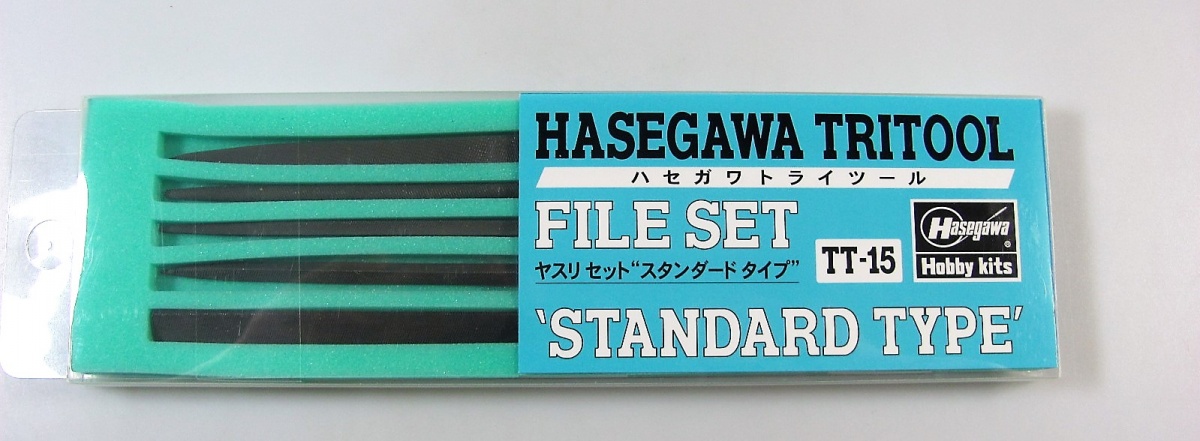 HASEGAWA TRITOOL
ハセガワトライツール
FILE SET
ヤスリ セット“スタンダード タイプ”
TT-15
Hasegawa®
Hobby kits
‘STANDARD TYPE’